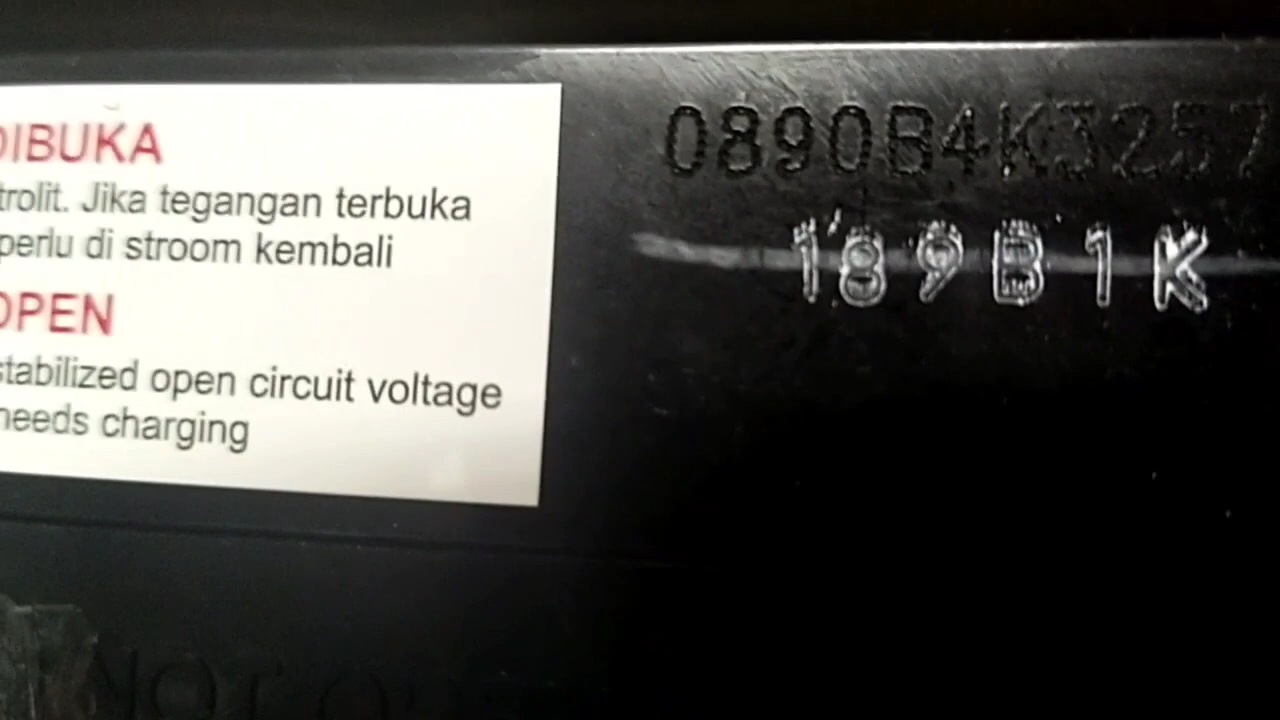 DIBUKA
trolit. Jika tegangan terbuka
perlu di stroom kembali
OPEN
stabilized open circuit voltage
needs charging
0890B4K3257
189B1K